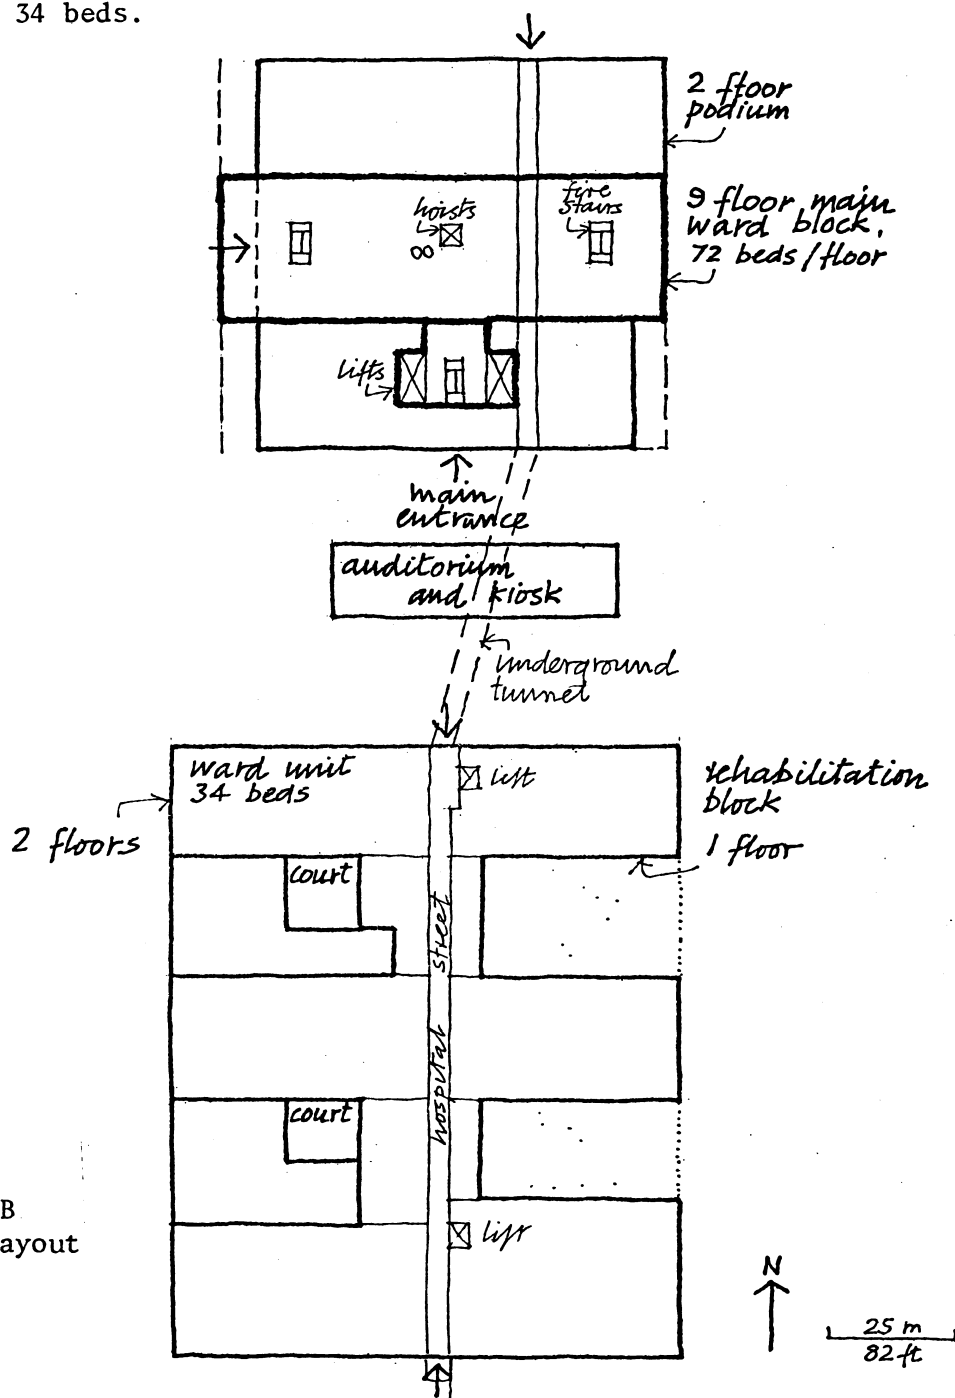 34 beds.
2 floor
podium
hoists
fire
stairs
9 floor main
ward block,
72 beds/floor
lifts
main
entrance
auditorium
and kiosk
underground
tunnel
ward unit
34 beds
lift
rehabilitation
block
2 floors
1 floor
court
hospital street
court
B
ayout
lift
N
25 m
82 ft